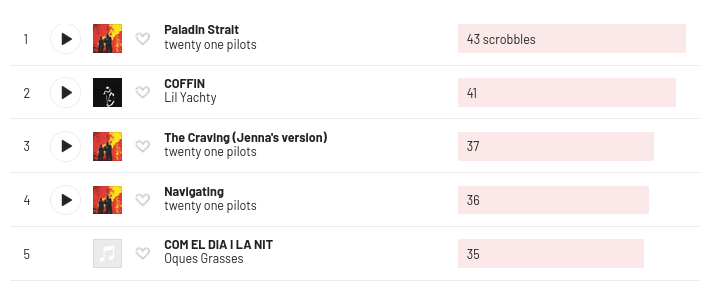 1
Paladin Strait
twenty one pilots
43 scrobbles
2
COFFIN
Lil Yachty
41
3
The Craving (Jenna's version)
twenty one pilots
37
4
Navigating
twenty one pilots
36
5
COM EL DIA I LA NIT
Oques Grasses
35